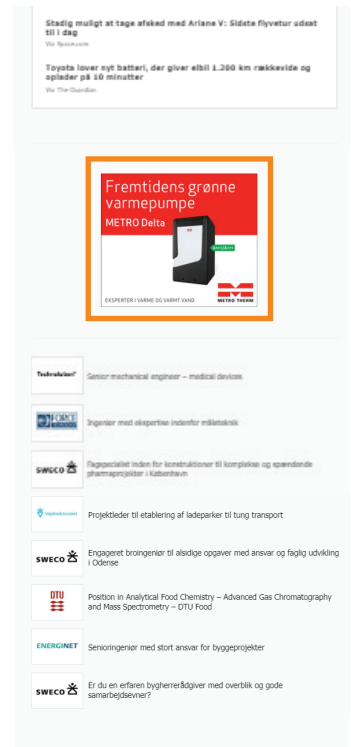 Stadig muligt at tage afsked med Ariane V: Sidste flyvetur udsat
til i dag
Via Space.com
Toyota lover nyt batteri, der giver elbil 1.200 km rækkevide og
oplader på 10 minutter
Via The Guardian
Fremtidens grønne
varmepumpe
METRO Delta
EKSPERTER I VARME OG VARMT VAND
METRO THERM
Technolution
Senior mechanical engineer – medical devices
FORCE
Ingeniør med ekspertise indenfor måleteknik
SWECO
Fagspecialist inden for konstruktioner til komplekse og spændende
pharmaprojekter i København
Vejdirektoratet
Projektleder til etablering af ladeparker til tung transport
SWECO
Engageret broingeniør til alsidige opgaver med ansvar og faglig udvikling
i Odense
DTU
Position in Analytical Food Chemistry – Advanced Gas Chromatography
and Mass Spectrometry – DTU Food
ENERGINET
Senioringeniør med stort ansvar for byggeprojekter
SWECO
Er du en erfaren bygherrerådgiver med overblik og gode
samarbejdsevner?